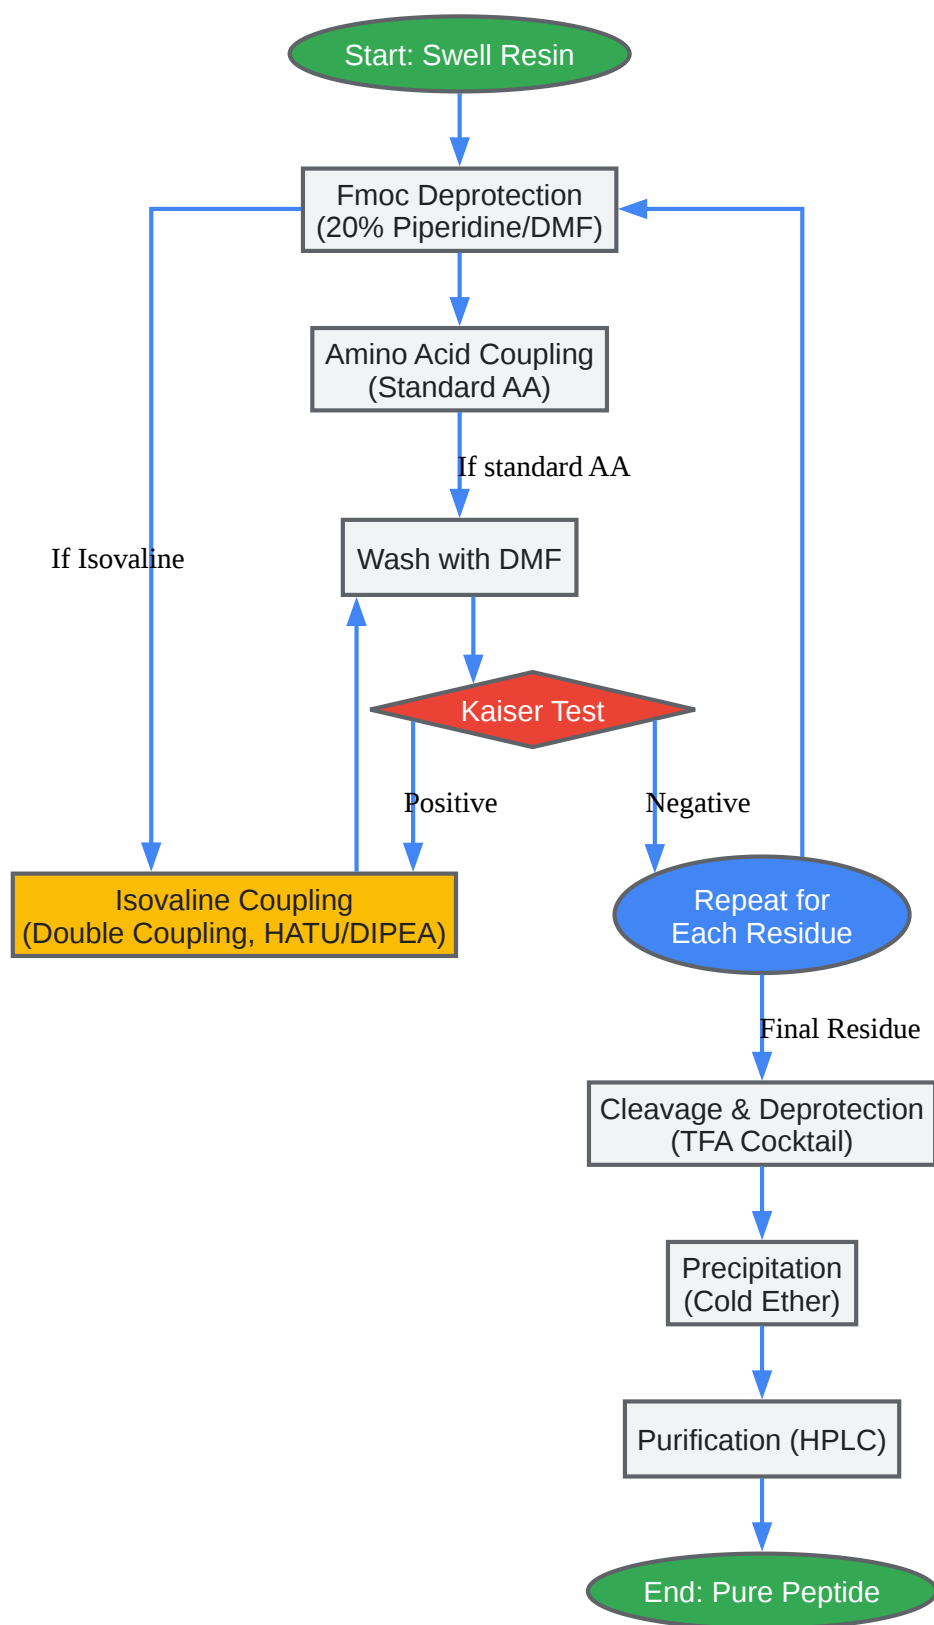 Start: Swell Resin
Fmoc Deprotection
(20% Piperidine/DMF)
Amino Acid Coupling
(Standard AA)
If standard AA
If Isovaline
Wash with DMF
Kaiser Test
Positive
Negative
Isovaline Coupling
(Double Coupling, HATU/DIPEA)
Repeat for
Each Residue
Final Residue
Cleavage & Deprotection
(TFA Cocktail)
Precipitation
(Cold Ether)
Purification (HPLC)
End: Pure Peptide